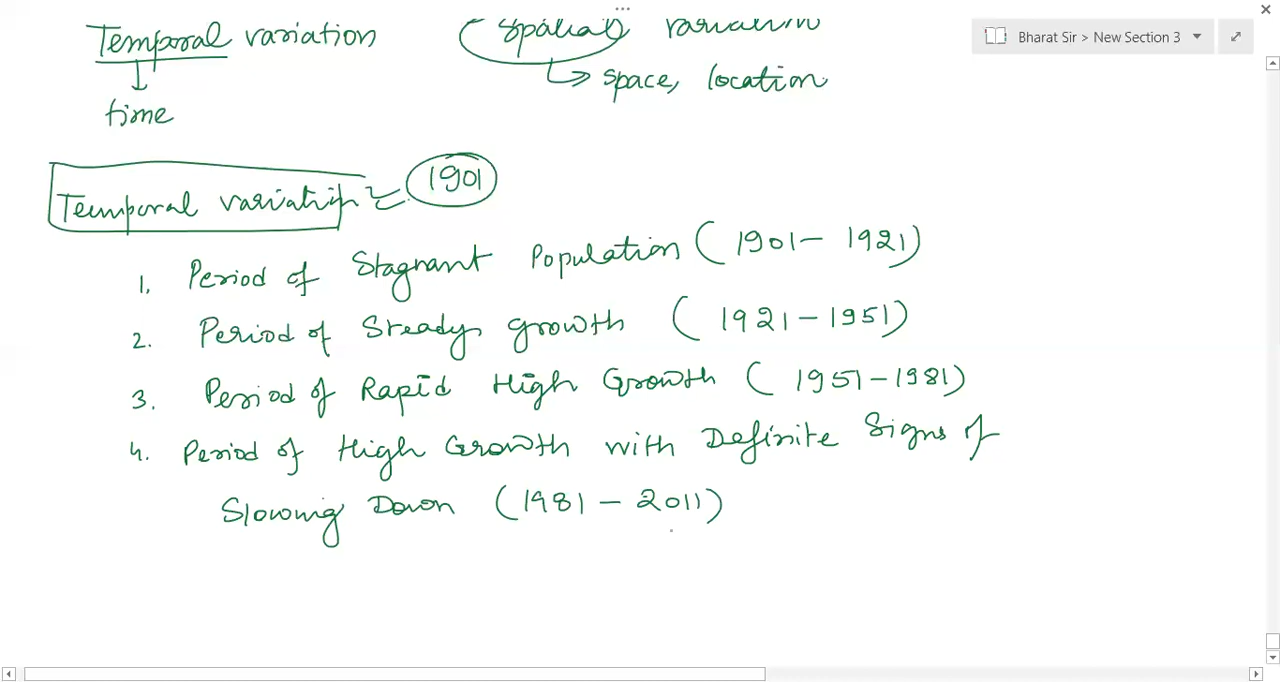 Temporal variation spatial variation
Bharat Sir > New Section 3
↳ space, location
time
Temporal variation 1901
1. Period of Stagnant Population (1901 - 1921)
2. Period of Steady growth (1921 - 1951)
3. Period of Rapid High Growth (1951 - 1981)
4. Period of High Growth with Definite Signs of
Slowing Down (1981 - 2011)